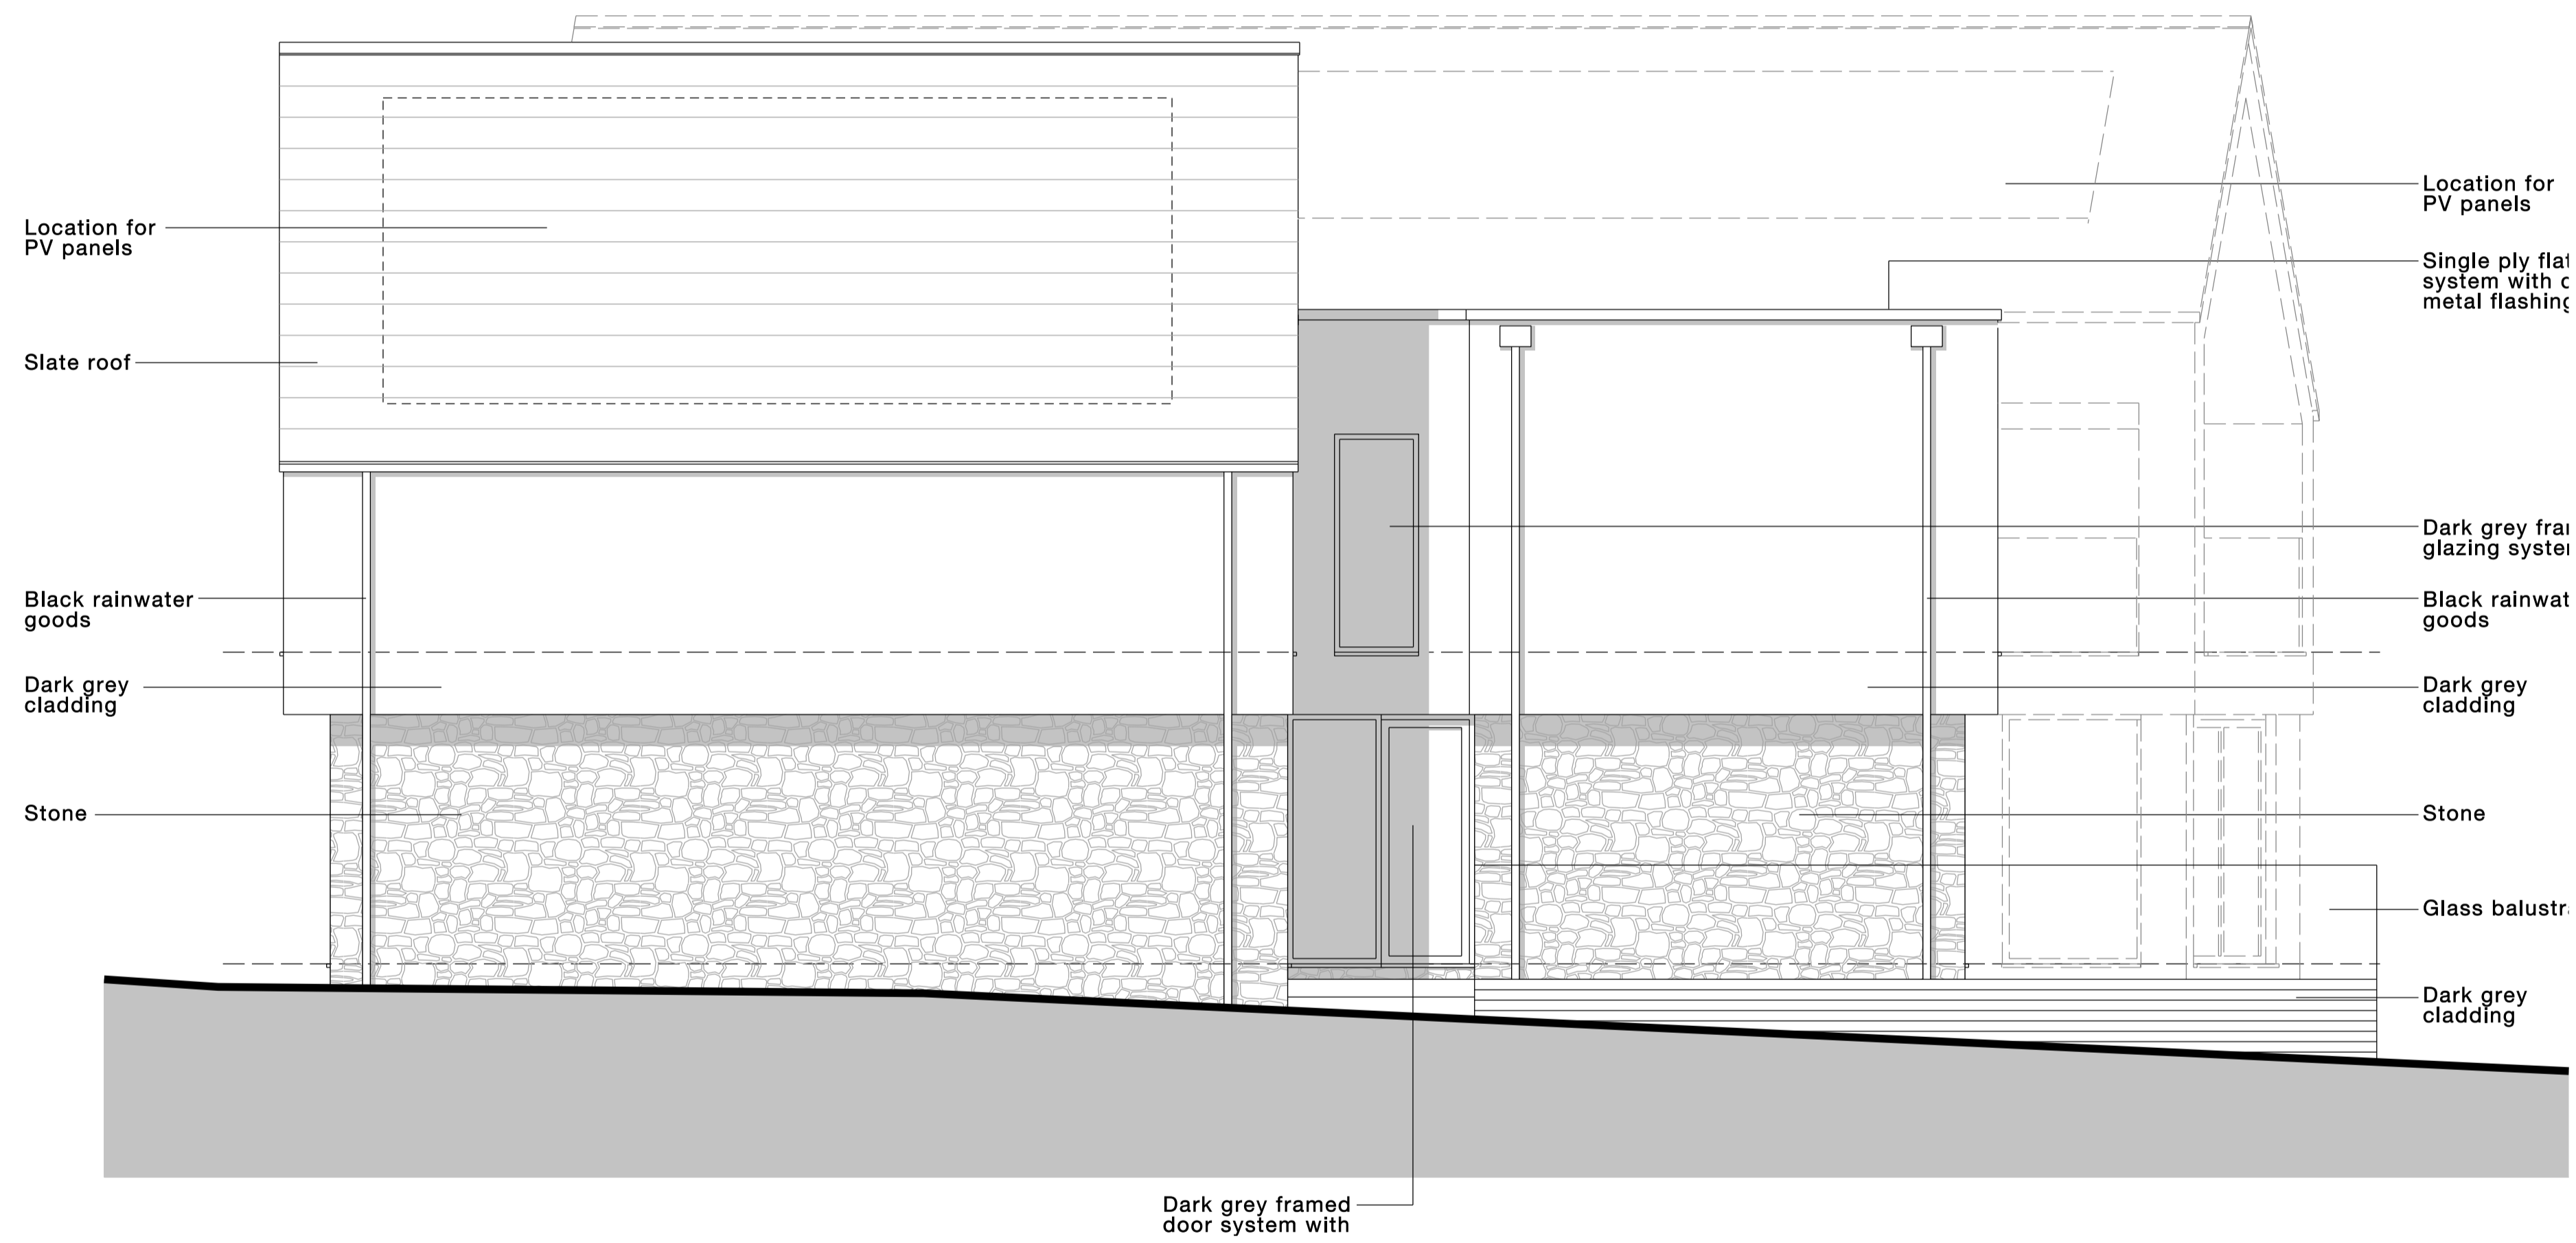 Location for
PV panels
Slate roof
Black rainwater
goods
Dark grey
cladding
Stone
Location for
PV panels
Single ply
system with
metal
Dark grey
glazing
Black
goods
Dark grey
cladding
Stone
Glass
Dark grey
cladding
Dark grey framed
door system with